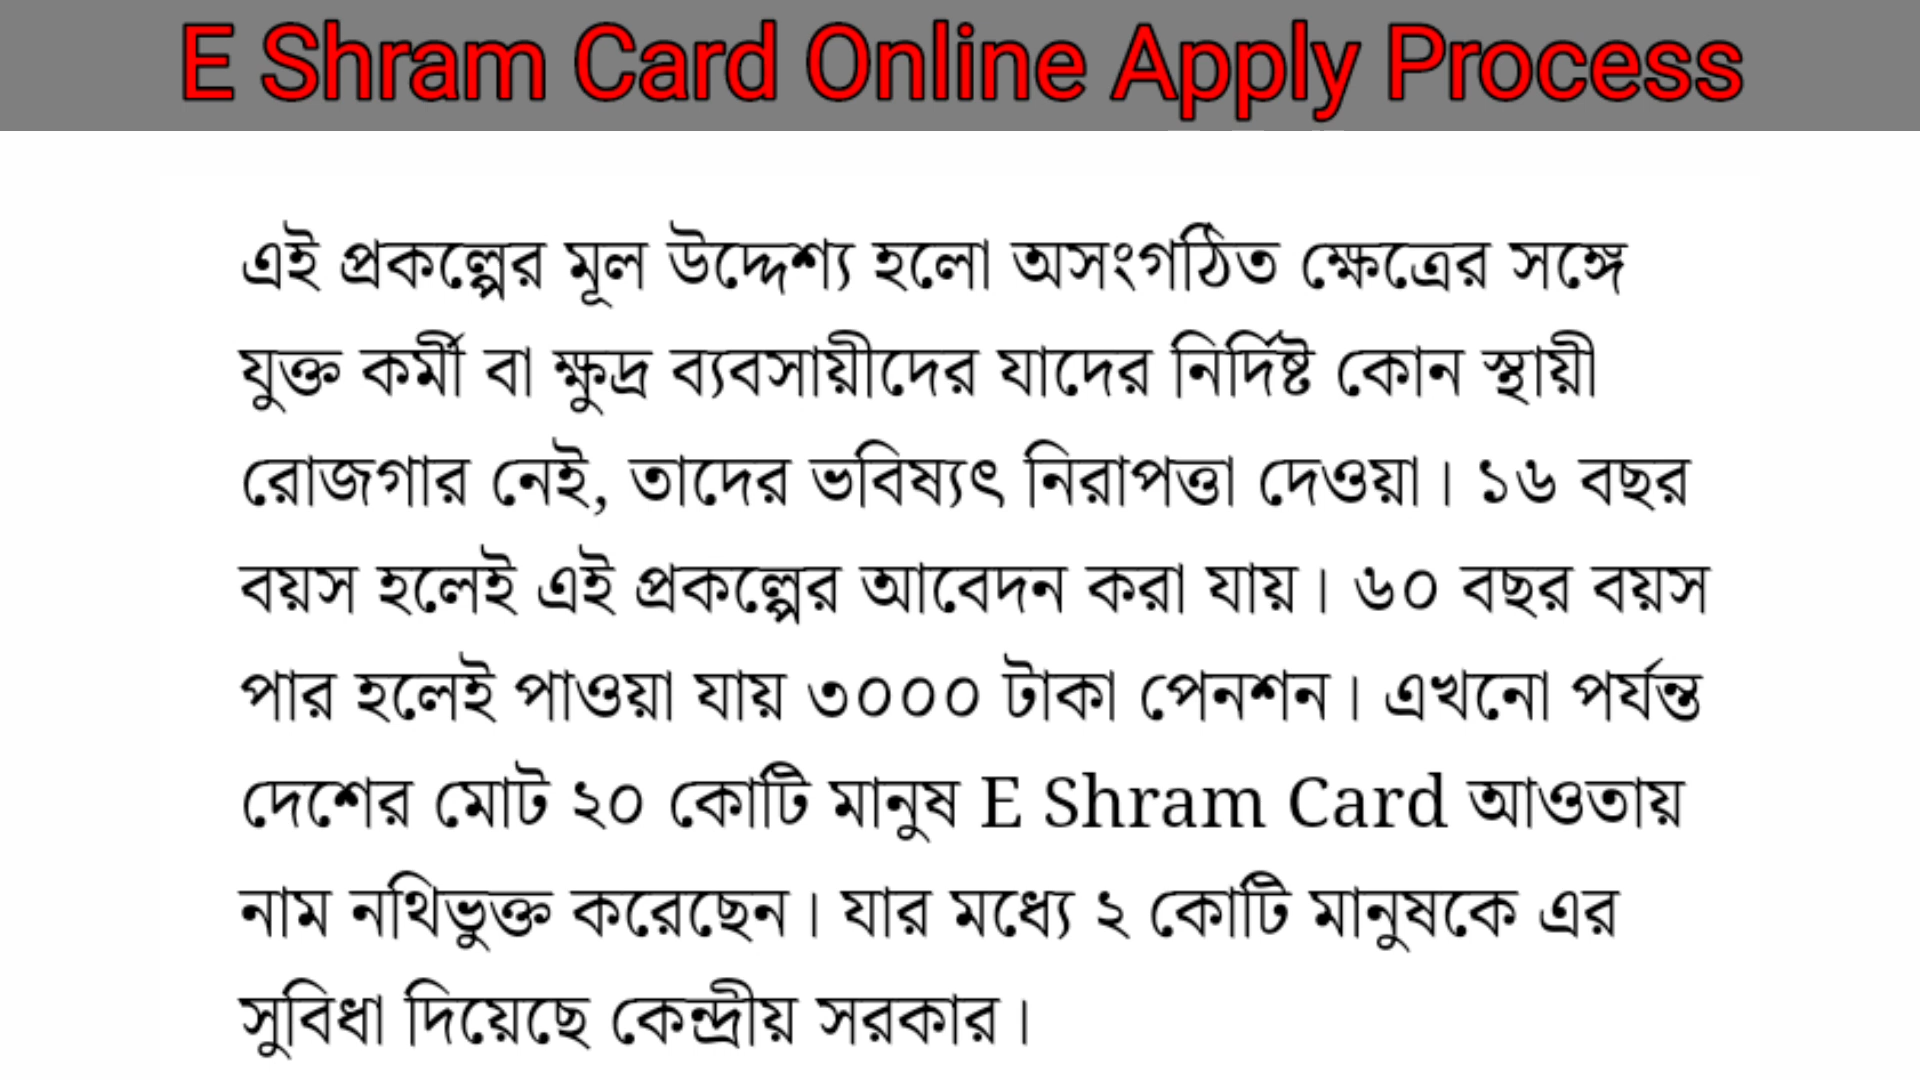 E Shram Card Online Apply Process
এই প্রকল্পের মূল উদ্দেশ্য হলো অসংগঠিত ক্ষেত্রের সঙ্গে
যুক্ত কর্মী বা ক্ষুদ্র ব্যবসায়ীদের যাদের নির্দিষ্ট কোন স্থায়ী
রোজগার নেই, তাদের ভবিষ্যৎ নিরাপত্তা দেওয়া। ১৬ বছর
বয়স হলেই এই প্রকল্পের আবেদন করা যায়। ৬০ বছর বয়স
পার হলেই পাওয়া যায় ৩০০০ টাকা পেনশন। এখনো পর্যন্ত
দেশের মোট ২০ কোটি মানুষ E Shram Card আওতায়
নাম নথিভুক্ত করেছেন। যার মধ্যে ২ কোটি মানুষকে এর
সুবিধা দিয়েছে কেন্দ্রীয় সরকার।